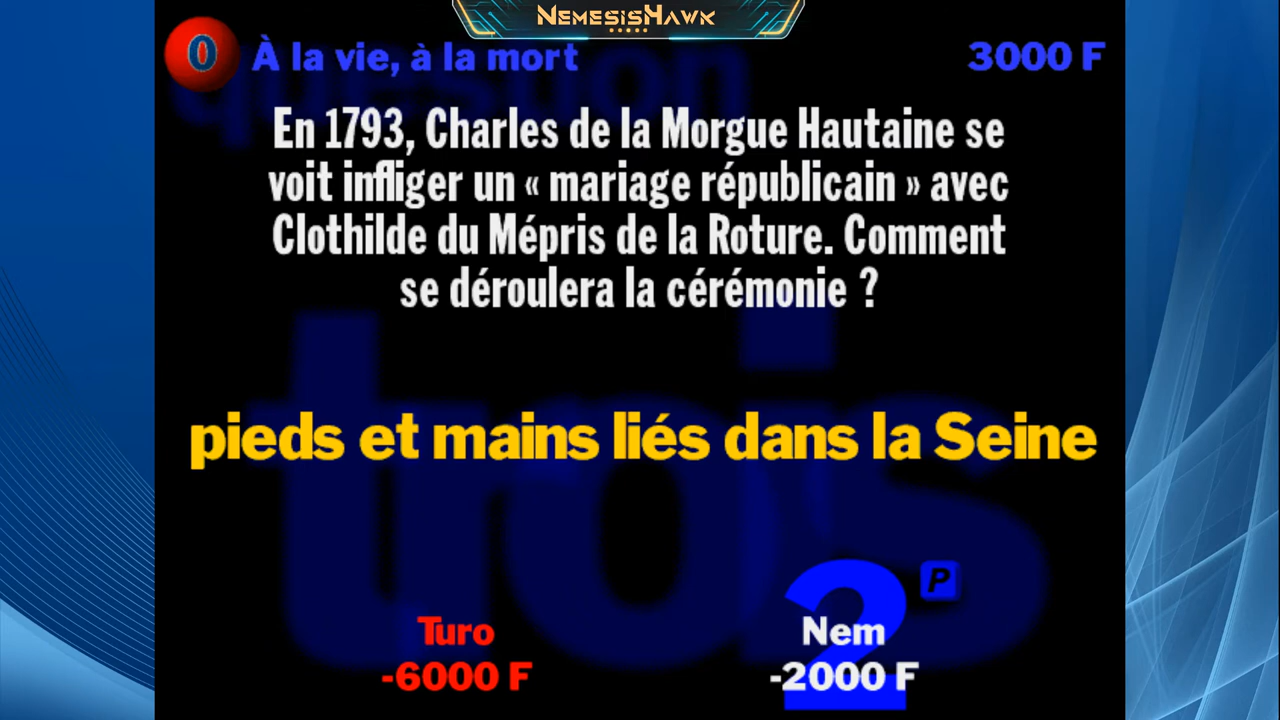 NemesisHawk
0 À la vie, à la mort 3000 F
question
En 1793, Charles de la Morgue Hautaine se
voit infliger un « mariage républicain » avec
Clothilde du Mépris de la Roture. Comment
se déroulera la cérémonie ?
trois
pieds et mains liés dans la Seine
2 P
Turo Nem
-6000 F -2000 F